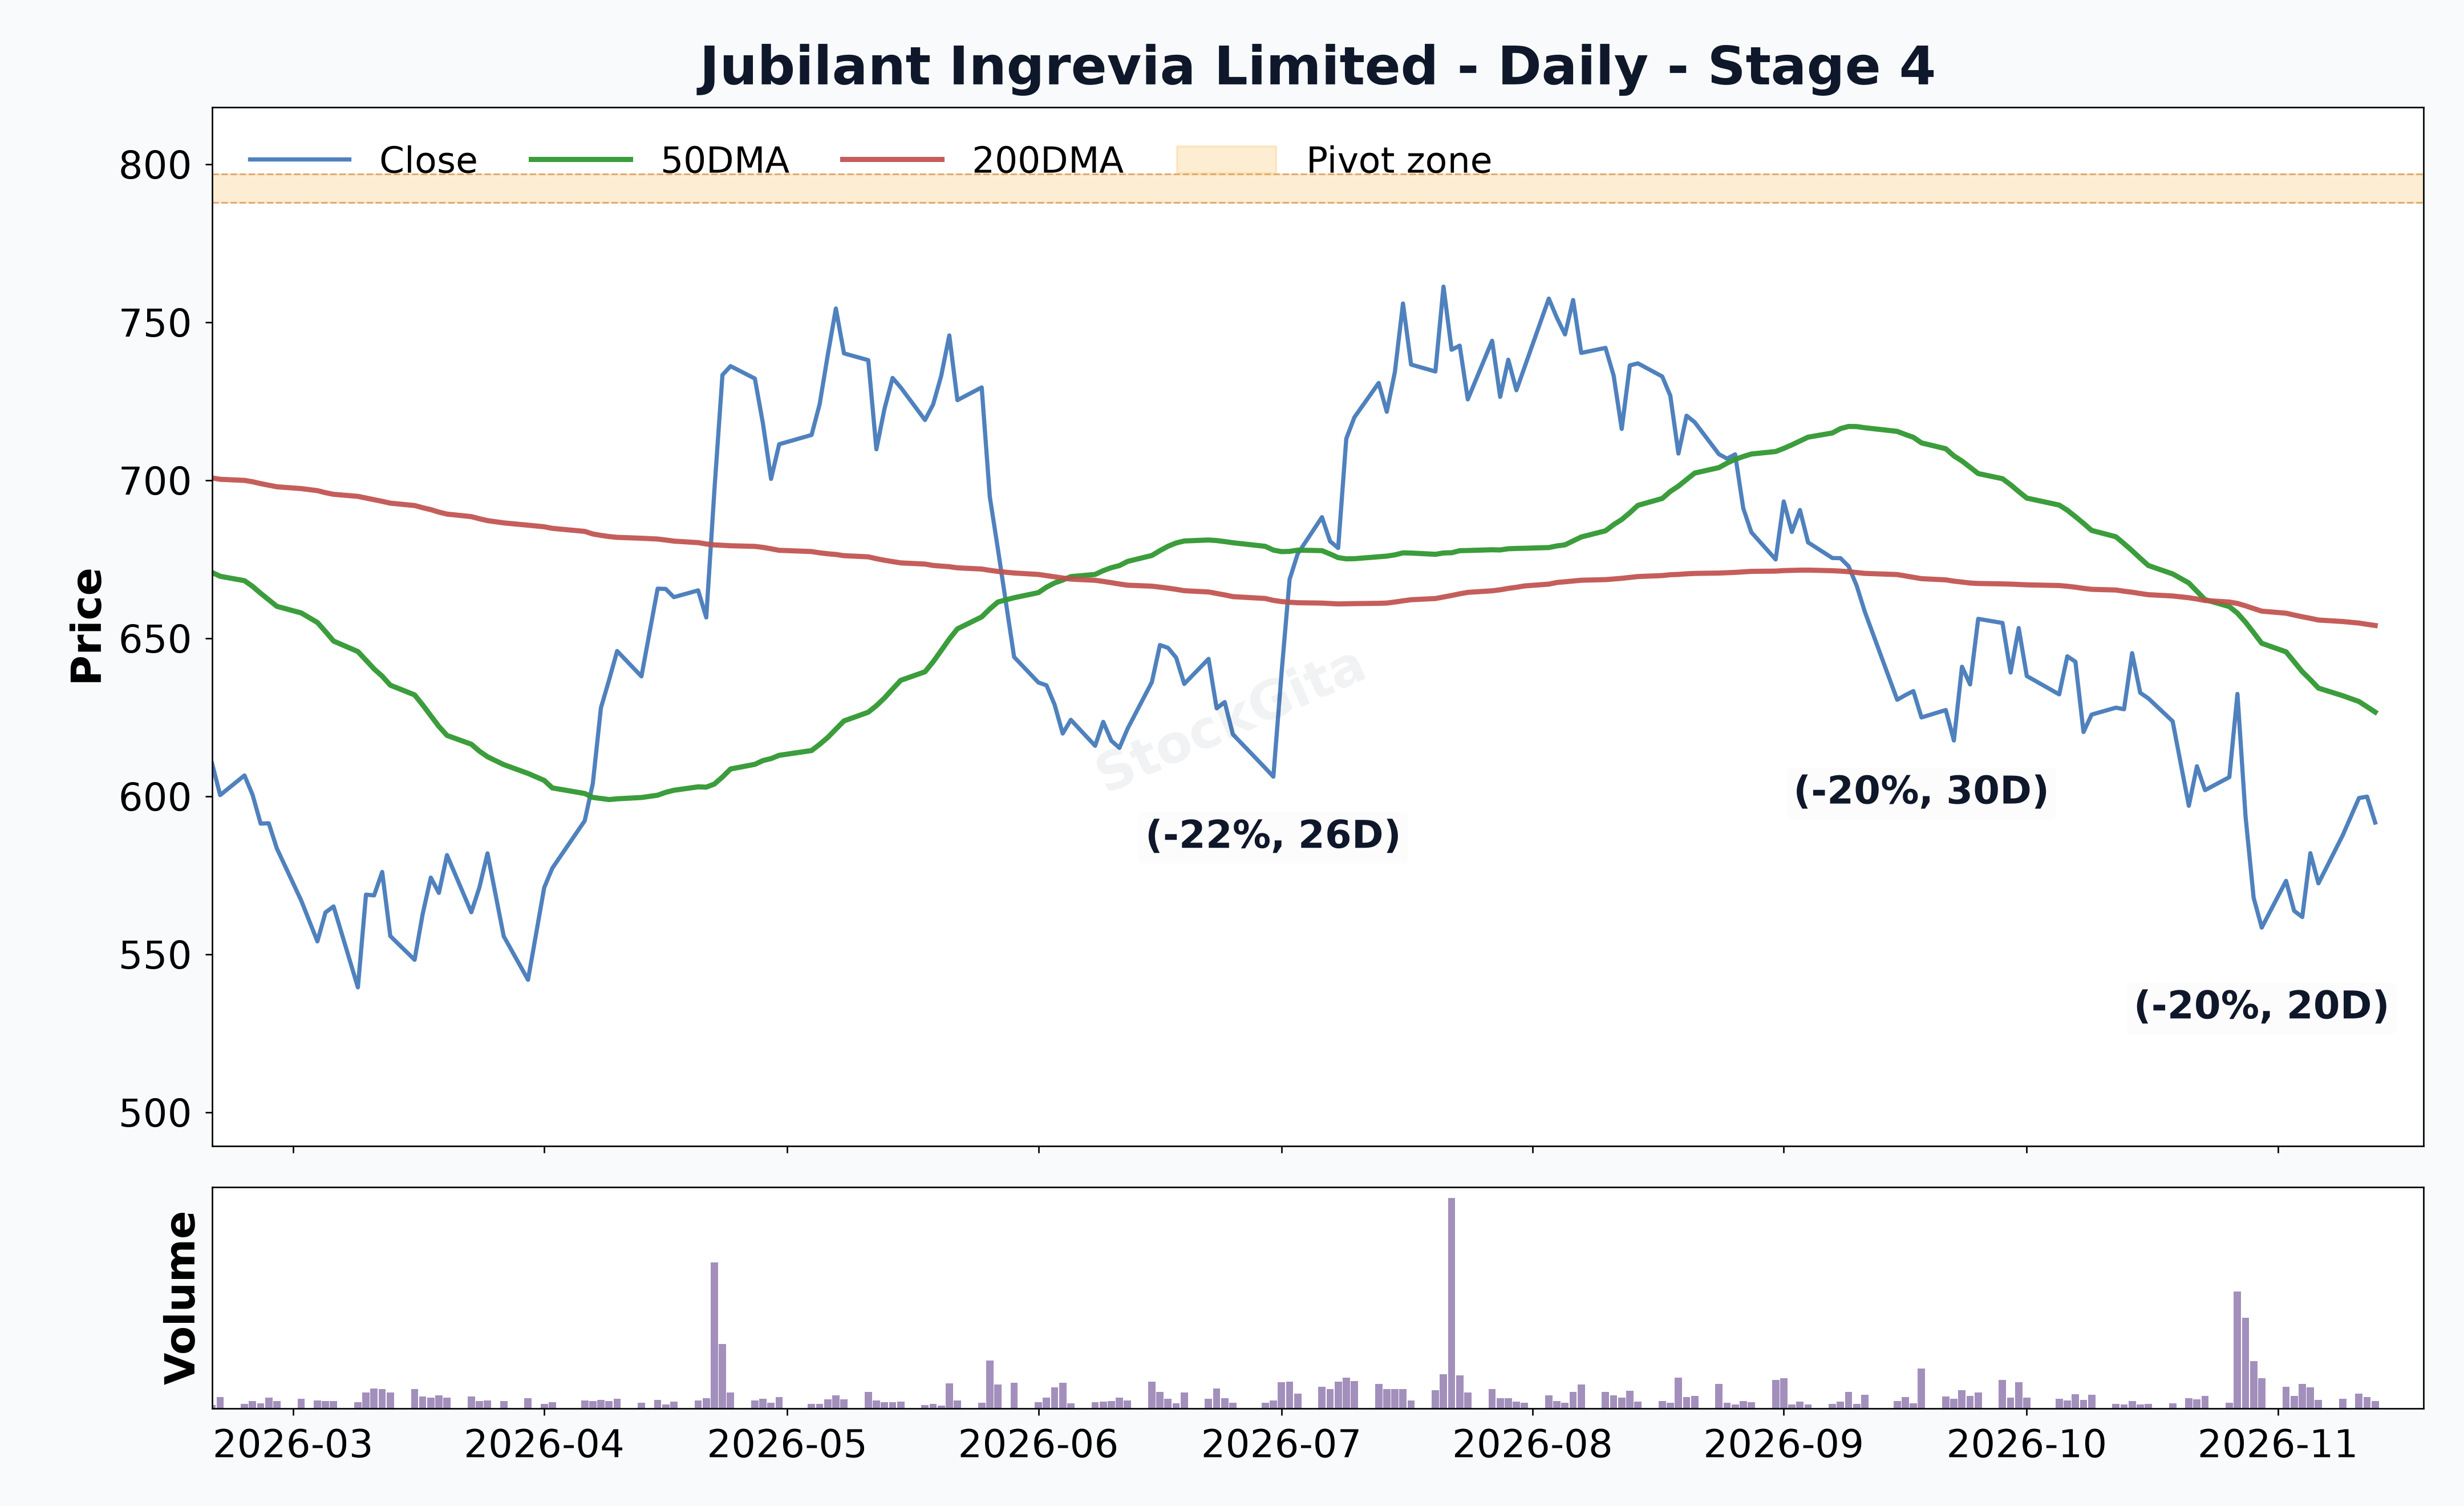 Jubilant Ingrevia Limited - Daily - Stage 4
Close 50DMA 200DMA Pivot zone
Price
800
750
700
650
600
550
500
StockGita
(-22%, 26D)
(-20%, 30D)
(-20%, 20D)
Volume
2026-03 2026-04 2026-05 2026-06 2026-07 2026-08 2026-09 2026-10 2026-11